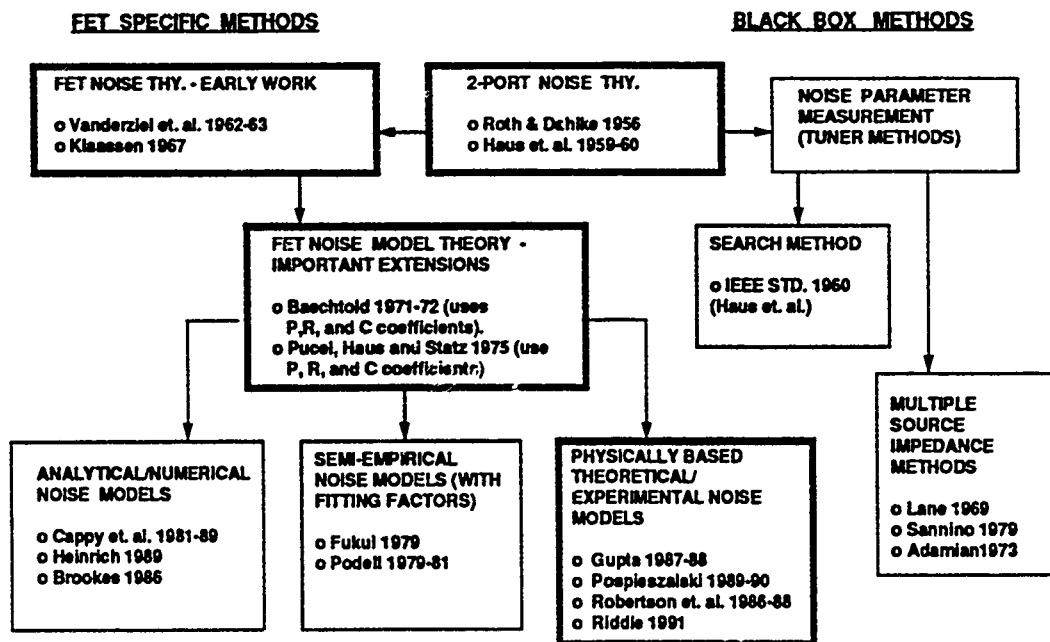 FET SPECIFIC METHODS
BLACK BOX METHODS
FET NOISE THY. - EARLY WORK
o Vanderziel et. al. 1962-63
o Klaassen 1967
2-PORT NOISE THY.
o Roth & Dahlke 1956
o Haus et. al. 1959-60
NOISE PARAMETER
MEASUREMENT
(TUNER METHODS)
FET NOISE MODEL THEORY -
IMPORTANT EXTENSIONS
o Baechtold 1971-72 (uses
P,R, and C coefficients).
o Pucel, Haus and Statz 1975 (use
P, R, and C coefficients.)
SEARCH METHOD
o IEEE STD. 1960
(Haus et. al.)
ANALYTICAL/NUMERICAL
NOISE MODELS
o Cappy et. al. 1981-89
o Heinrich 1989
o Brookes 1986
SEMI-EMPIRICAL
NOISE MODELS (WITH
FITTING FACTORS)
o Fukui 1979
o Podell 1979-81
PHYSICALLY BASED
THEORETICAL/
EXPERIMENTAL NOISE
MODELS
o Gupta 1987-88
o Pospieszalski 1989-90
o Robertson et. al. 1986-88
o Riddle 1991
MULTIPLE
SOURCE
IMPEDANCE
METHODS
o Lane 1969
o Sannino 1979
o Adamian1973